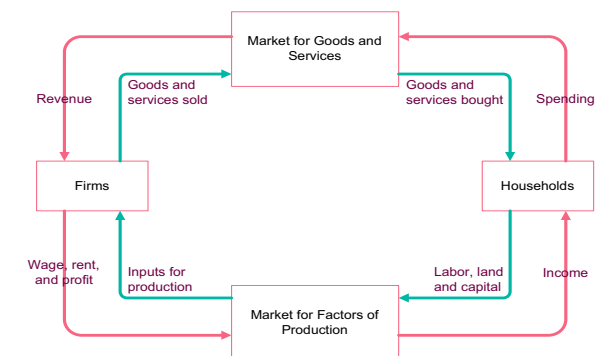 Market for Goods and
Services
Revenue
Goods and
services sold
Goods and
services bought
Spending
Firms
Households
Wage, rent,
and profit
Inputs for
production
Labor, land
and capital
Income
Market for Factors of
Production